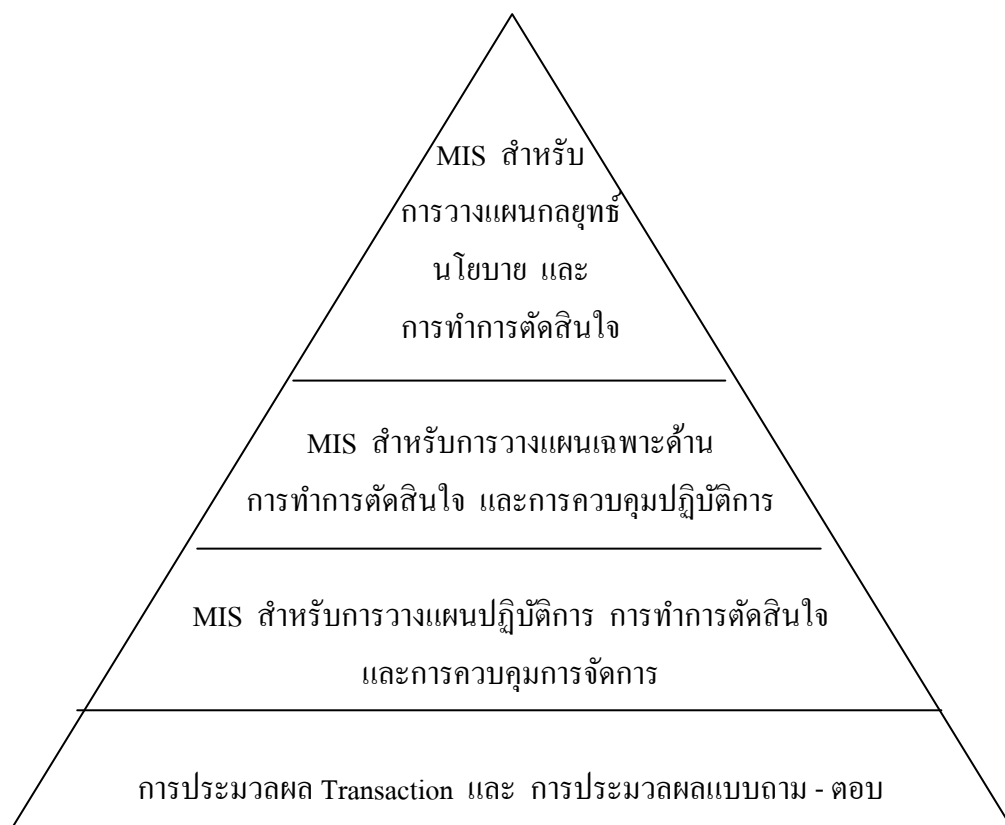 MIS สำหรับ
การวางแผนกลยุทธ์
นโยบาย และ
การทำการตัดสินใจ
MIS สำหรับการวางแผนเฉพาะด้าน
การทำการตัดสินใจ และการควบคุมปฏิบัติการ
MIS สำหรับการวางแผนปฏิบัติการ การทำการตัดสินใจ
และการควบคุมการจัดการ
การประมวลผล Transaction และ การประมวลผลแบบถาม - ตอบ